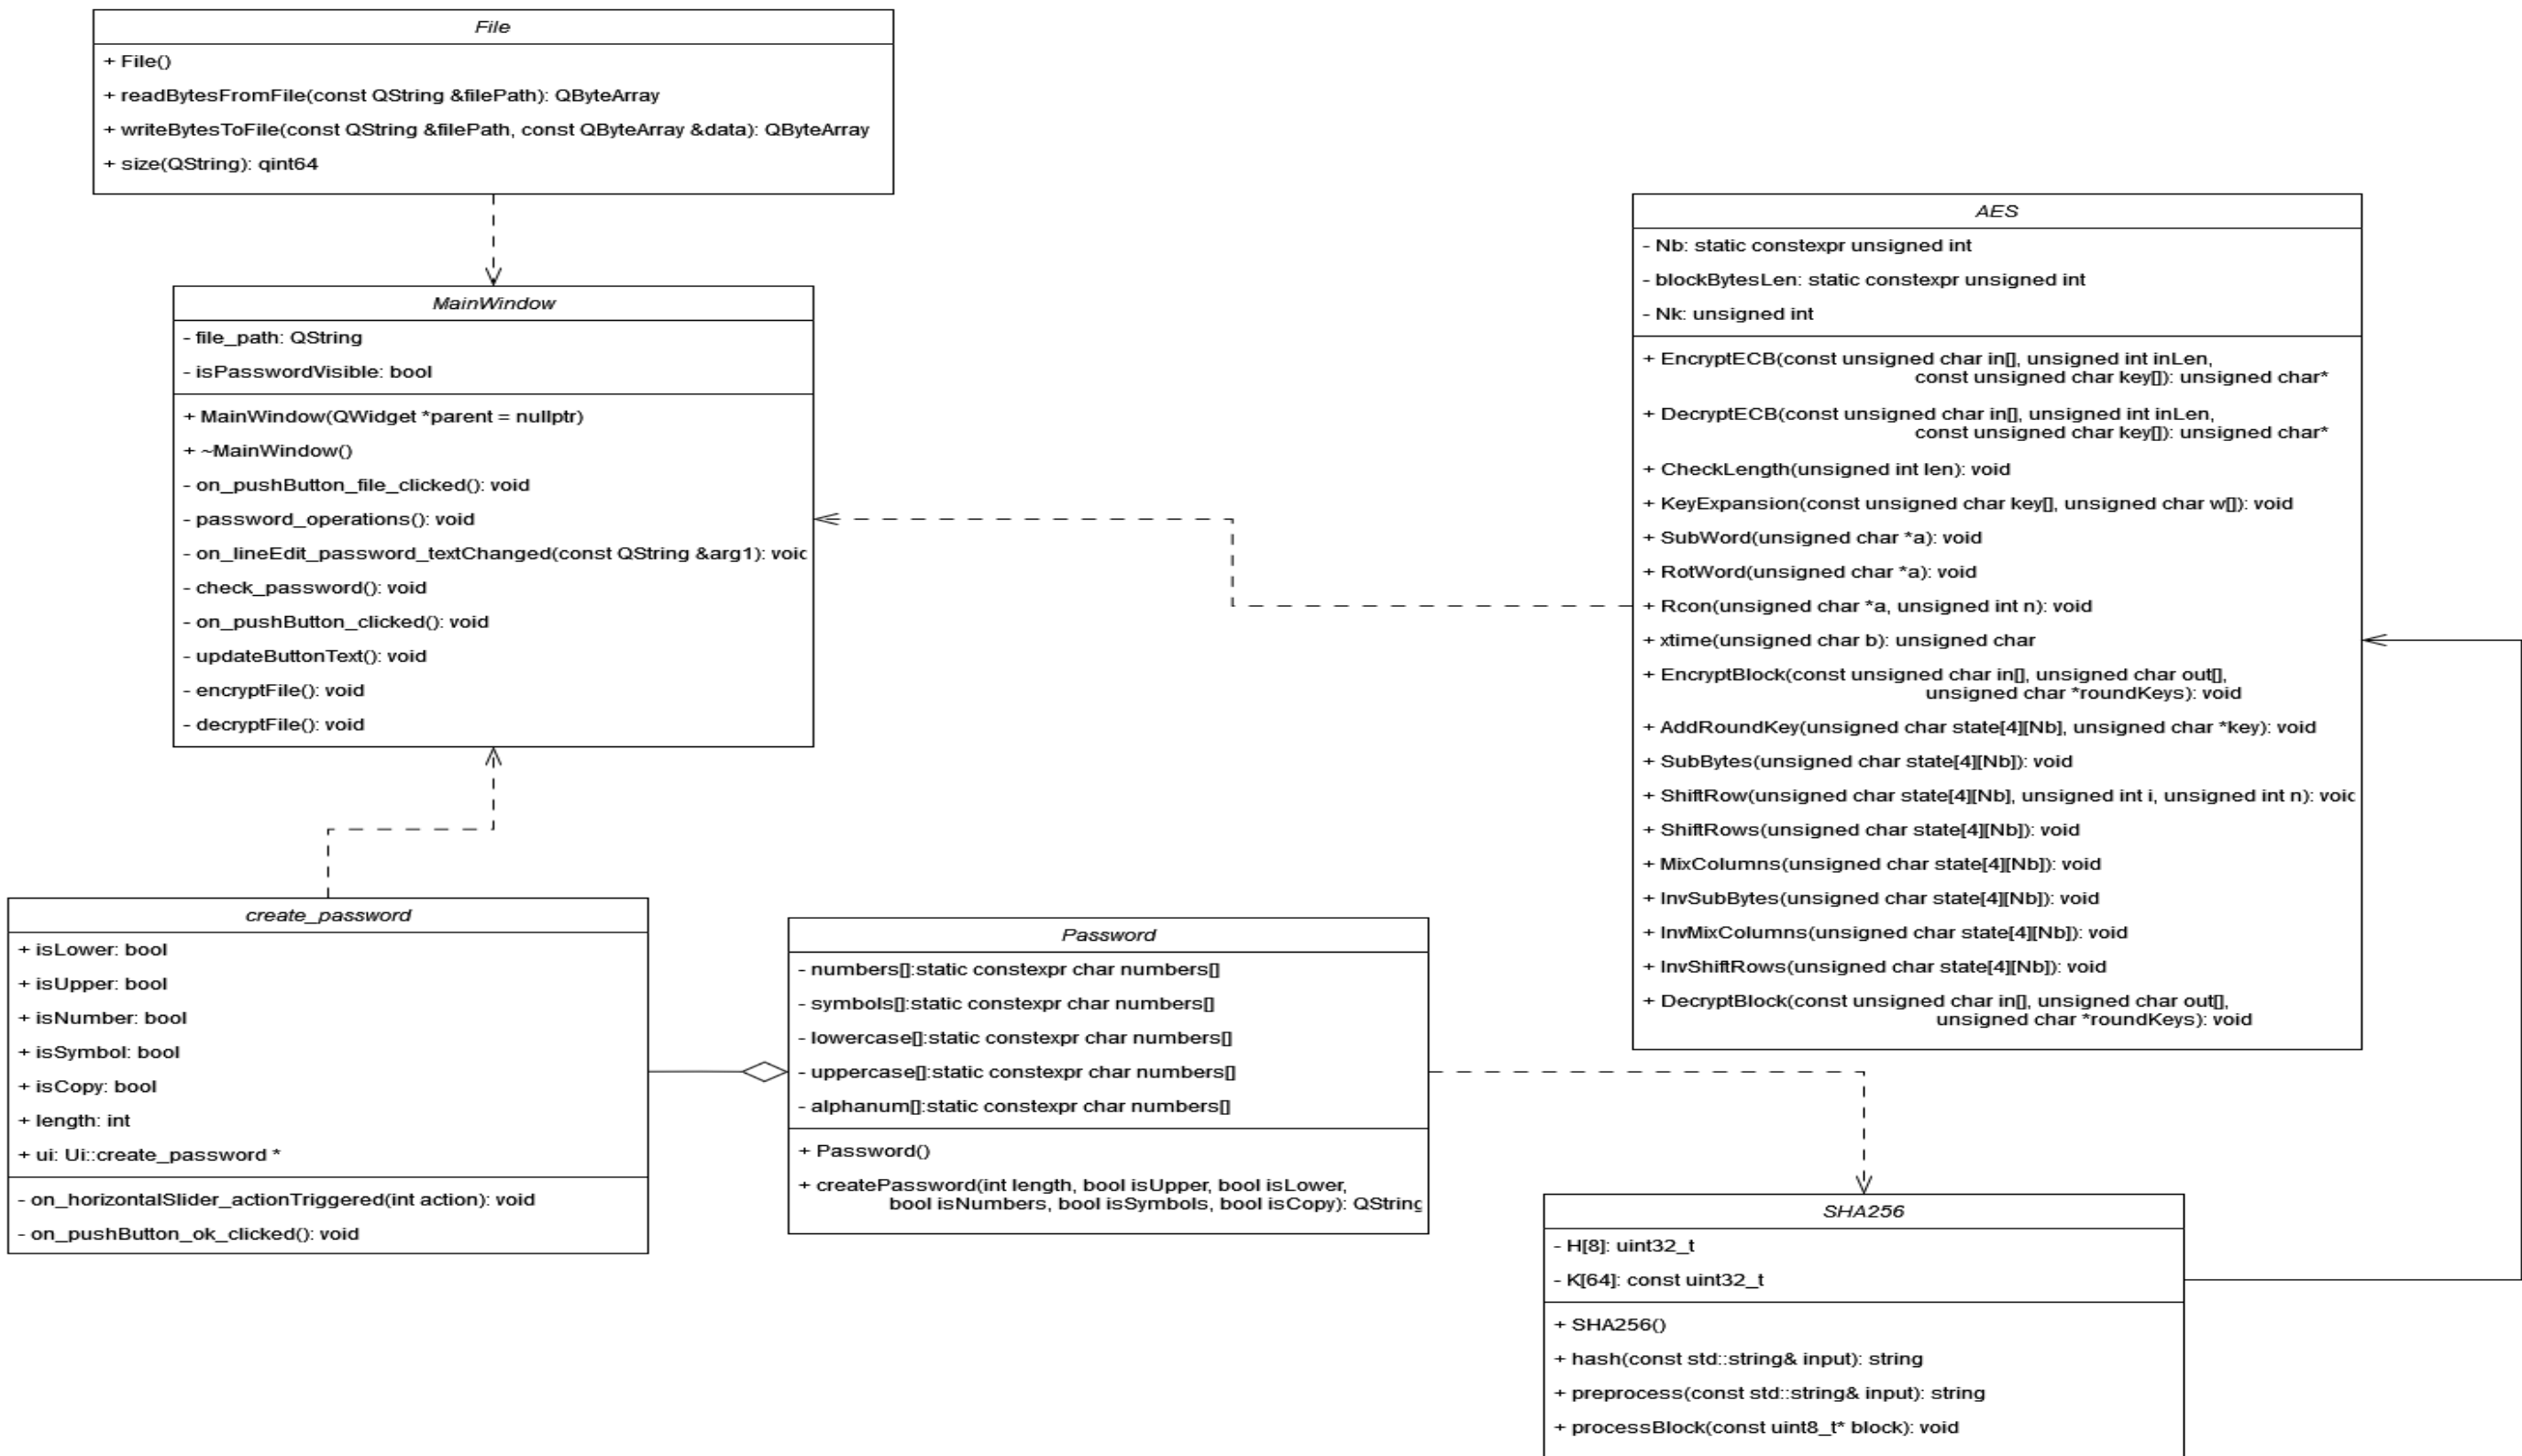 File
+ File()
+ readBytesFromFile(const QString &filePath): QByteArray
+ writeBytesToFile(const QString &filePath, const QByteArray &data): QByteArray
+ size(QString): qint64
MainWindow
- file_path: QString
- isPasswordVisible: bool
+ MainWindow(QWidget *parent = nullptr)
+ ~MainWindow()
- on_pushButton_file_clicked(): void
- password_operations(): void
- on_lineEdit_password_textChanged(const QString &arg1): void
- check_password(): void
- on_pushButton_clicked(): void
- updateButtonText(): void
- encryptFile(): void
- decryptFile(): void
AES
- Nb: static constexpr unsigned int
- blockBytesLen: static constexpr unsigned int
- Nk: unsigned int
+ EncryptECB(const unsigned char in[], unsigned int inLen,
const unsigned char key[]): unsigned char*
+ DecryptECB(const unsigned char in[], unsigned int inLen,
const unsigned char key[]): unsigned char*
+ CheckLength(unsigned int len): void
+ KeyExpansion(const unsigned char key[], unsigned char w[]): void
+ SubWord(unsigned char *a): void
+ RotWord(unsigned char *a): void
+ Rcon(unsigned char *a, unsigned int n): void
+ xtime(unsigned char b): unsigned char
+ EncryptBlock(const unsigned char in[], unsigned char out[],
unsigned char *roundKeys): void
+ AddRoundKey(unsigned char state[4][Nb], unsigned char *key): void
+ SubBytes(unsigned char state[4][Nb]): void
+ ShiftRow(unsigned char state[4][Nb], unsigned int i, unsigned int n): void
+ ShiftRows(unsigned char state[4][Nb]): void
+ MixColumns(unsigned char state[4][Nb]): void
+ InvSubBytes(unsigned char state[4][Nb]): void
+ InvMixColumns(unsigned char state[4][Nb]): void
+ InvShiftRows(unsigned char state[4][Nb]): void
+ DecryptBlock(const unsigned char in[], unsigned char out[],
unsigned char *roundKeys): void
create_password
+ isLower: bool
+ isUpper: bool
+ isNumber: bool
+ isSymbol: bool
+ isCopy: bool
+ length: int
+ ui: Ui::create_password *
- on_horizontalSlider_actionTriggered(int action): void
- on_pushButton_ok_clicked(): void
Password
- numbers[]:static constexpr char numbers[]
- symbols[]:static constexpr char numbers[]
- lowercase[]:static constexpr char numbers[]
- uppercase[]:static constexpr char numbers[]
- alphanum[]:static constexpr char numbers[]
+ Password()
+ createPassword(int length, bool isUpper, bool isLower,
bool isNumbers, bool isSymbols, bool isCopy): QString
SHA256
- H[8]: uint32_t
- K[64]: const uint32_t
+ SHA256()
+ hash(const std::string& input): string
+ preprocess(const std::string& input): string
+ processBlock(const uint8_t* block): void